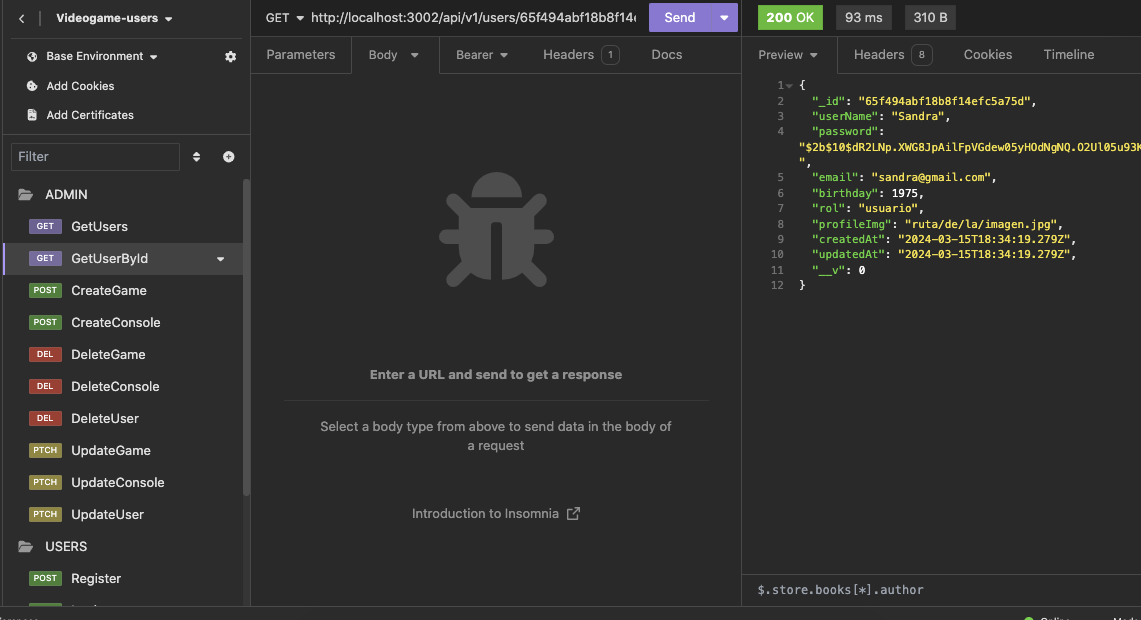 Videogame-users
GET http://localhost:3002/api/v1/users/65f494abf18b8f14e
Send
200 OK
93 ms
310 B
Base Environment
Add Cookies
Add Certificates
Filter
ADMIN
GET GetUsers
GET GetUserById
POST CreateGame
POST CreateConsole
DEL DeleteGame
DEL DeleteConsole
DEL DeleteUser
PTCH UpdateGame
PTCH UpdateConsole
PTCH UpdateUser
USERS
POST Register
Parameters
Body
Bearer
Headers 1
Docs
Enter a URL and send to get a response
Select a body type from above to send data in the body of
a request
Introduction to Insomnia
Preview
Headers 8
Cookies
Timeline
1 {
2 "_id": "65f494abf18b8f14efc5a75d",
3 "userName": "Sandra",
4 "password":
"$2b$10$dR2LNp.XWG8JpAilFpVGdew05yHOdNgNQ.O2Ul05u93K
",
5 "email": "sandra@gmail.com",
6 "birthday": 1975,
7 "rol": "usuario",
8 "profileImg": "ruta/de/la/imagen.jpg",
9 "createdAt": "2024-03-15T18:34:19.279Z",
10 "updatedAt": "2024-03-15T18:34:19.279Z",
11 "__v": 0
12 }
$.store.books[*].author